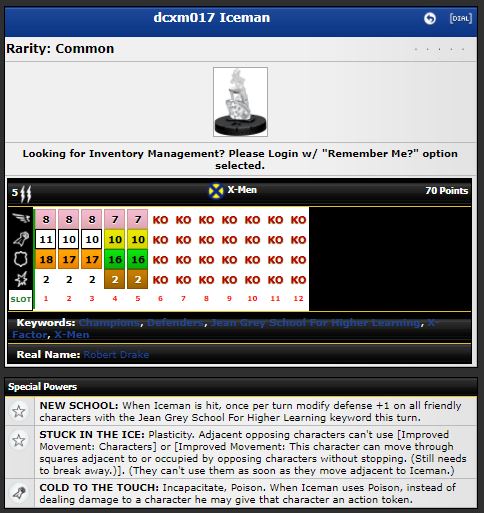 dcxm017 Iceman
[DIAL]
Rarity: Common
Looking for Inventory Management? Please Login w/ "Remember Me?" option
selected.
5 X-Men 70 Points
8 8 8 7 7 KO KO KO KO KO KO KO
11 10 10 10 10 KO KO KO KO KO KO KO
18 17 17 16 16 KO KO KO KO KO KO KO
2 2 2 2 2 KO KO KO KO KO KO KO
SLOT 1 2 3 4 5 6 7 8 9 10 11 12
Keywords: Champions, Defenders, Jean Grey School For Higher Learning, X-
Factor, X-Men
Real Name: Robert Drake
Special Powers
NEW SCHOOL: When Iceman is hit, once per turn modify defense +1 on all friendly
characters with the Jean Grey School For Higher Learning keyword this turn.
STUCK IN THE ICE: Plasticity. Adjacent opposing characters can't use [Improved
Movement: Characters] or [Improved Movement: This character can move through
squares adjacent to or occupied by opposing characters without stopping. (Still needs
to break away.)]. (They can't use them as soon as they move adjacent to Iceman.)
COLD TO THE TOUCH: Incapacitate, Poison. When Iceman uses Poison, instead of
dealing damage to a character he may give that character an action token.